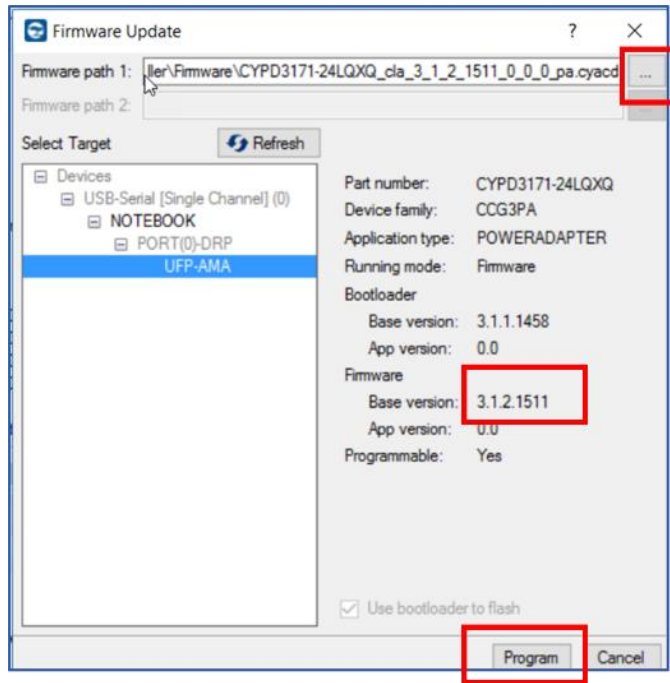 Firmware Update ? ×
Firmware path 1: ller\Firmware\CYPD3171-24LQXQ_cla_3_1_2_1511_0_0_0_pa.cyacd ...
Firmware path 2:
Select Target Refresh
Devices
USB-Serial [Single Channel] (0)
NOTEBOOK
PORT(0)-DRP
UFP-AMA
Part number: CYPD3171-24LQXQ
Device family: CCG3PA
Application type: POWERADAPTER
Running mode: Firmware
Bootloader
Base version: 3.1.1.1458
App version: 0.0
Firmware
Base version: 3.1.2.1511
App version: 0.0
Programmable: Yes
Use bootloader to flash
Program Cancel